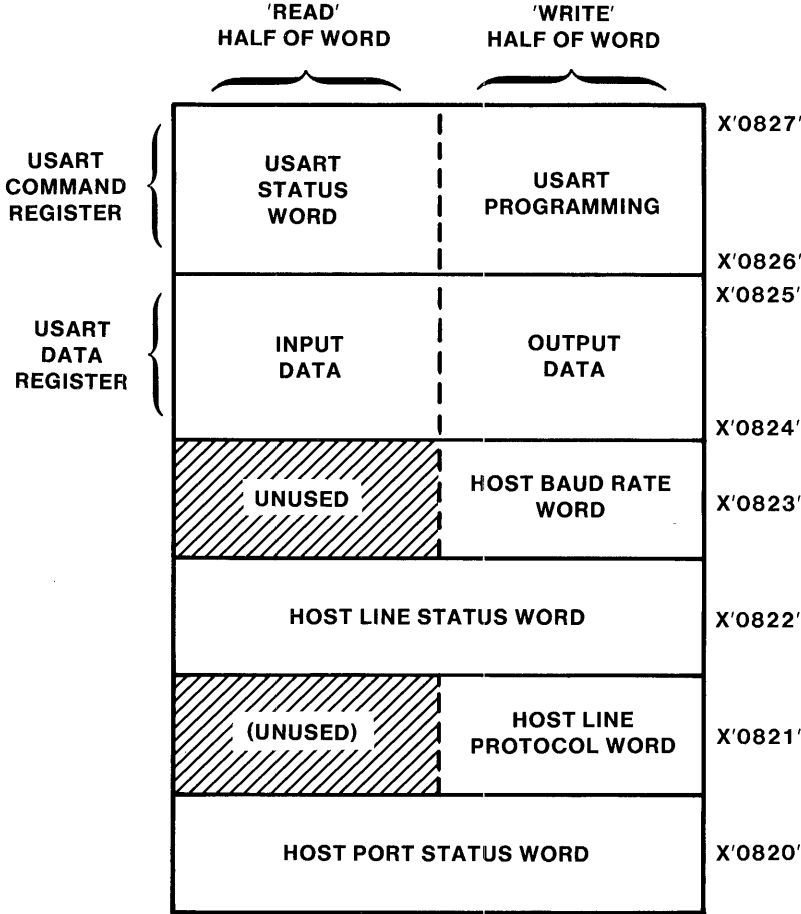 'READ'
HALF OF WORD
'WRITE'
HALF OF WORD
USART
COMMAND
REGISTER
USART
STATUS
WORD
USART
PROGRAMMING
X'0827'
X'0826'
USART
DATA
REGISTER
INPUT
DATA
OUTPUT
DATA
X'0825'
X'0824'
UNUSED
HOST BAUD RATE
WORD
X'0823'
HOST LINE STATUS WORD
X'0822'
(UNUSED)
HOST LINE
PROTOCOL WORD
X'0821'
HOST PORT STATUS WORD
X'0820'